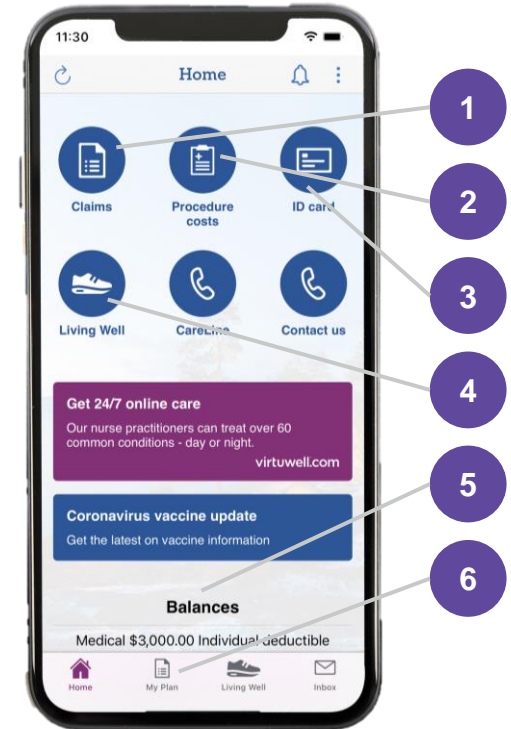 11:30
Home
Claims
Procedure
costs
ID card
Living Well
CareLine
Contact us
Get 24/7 online care
Our nurse practitioners can treat over 60
common conditions - day or night.
virtuwell.com
Coronavirus vaccine update
Get the latest on vaccine information
Balances
Medical $3,000.00 Individual deductible
Home
My Plan
Living Well
Inbox
1
2
3
4
5
6